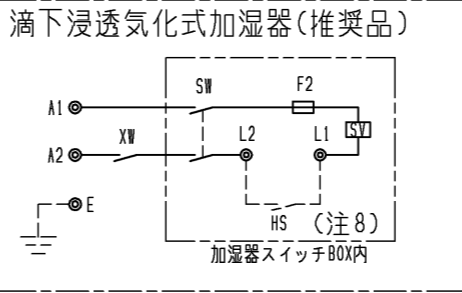 滴下浸透気化式加湿器(推奨品)
SW
F2
A1
SV
XW
L2
L1
A2
E
HS
(注8)
加湿器スイッチBOX内